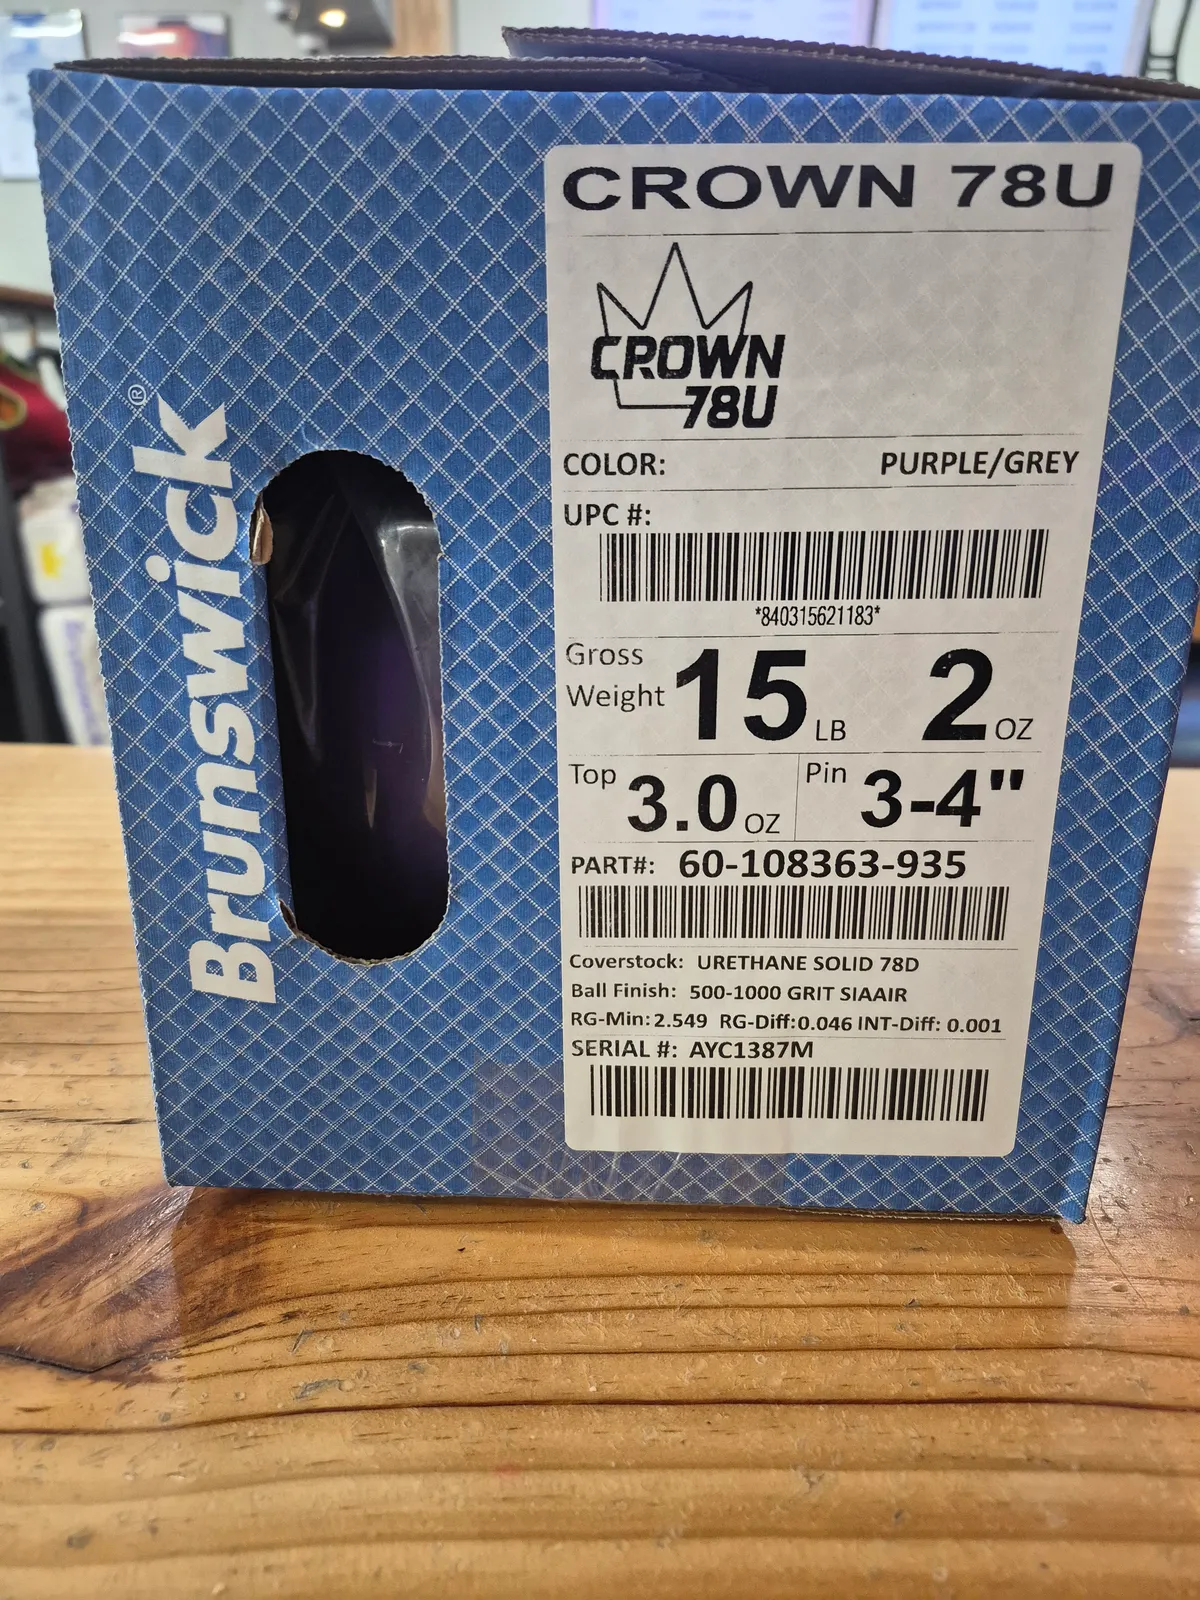 Brunswick®
CROWN 78U
CROWN
78U
COLOR: PURPLE/GREY
UPC #:
*840315621183*
Gross Weight 15 LB 2 OZ
Top 3.0 OZ Pin 3-4"
PART#: 60-108363-935
Coverstock: URETHANE SOLID 78D
Ball Finish: 500-1000 GRIT SIAAIR
RG-Min: 2.549 RG-Diff:0.046 INT-Diff: 0.001
SERIAL #: AYC1387M